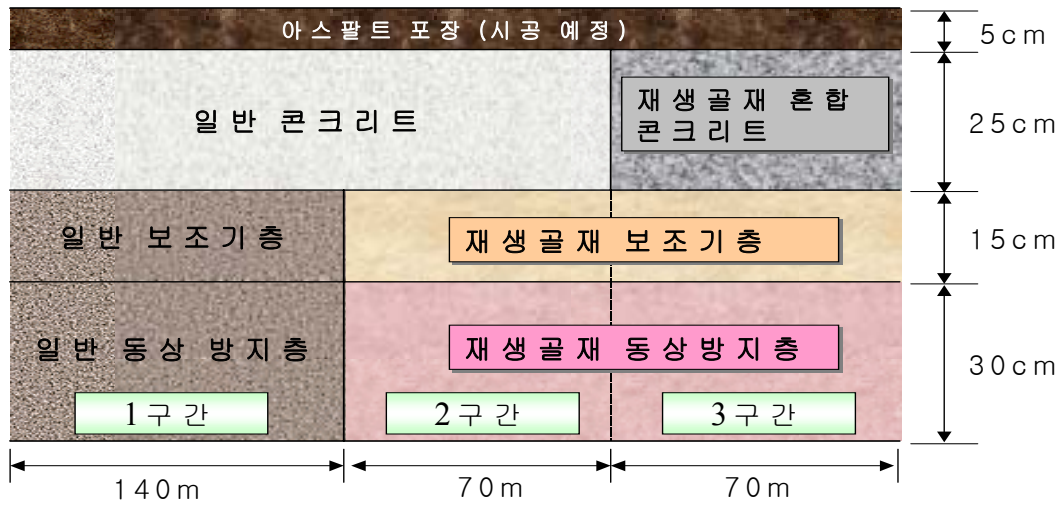 아스팔트 포장 (시공 예정)
5cm
일반 콘크리트
재생골재 혼합
콘크리트
25cm
일반 보조기층
재생골재 보조기층
15cm
일반 동상 방지층
재생골재 동상방지층
30cm
1구간
2구간
3구간
140m
70m
70m